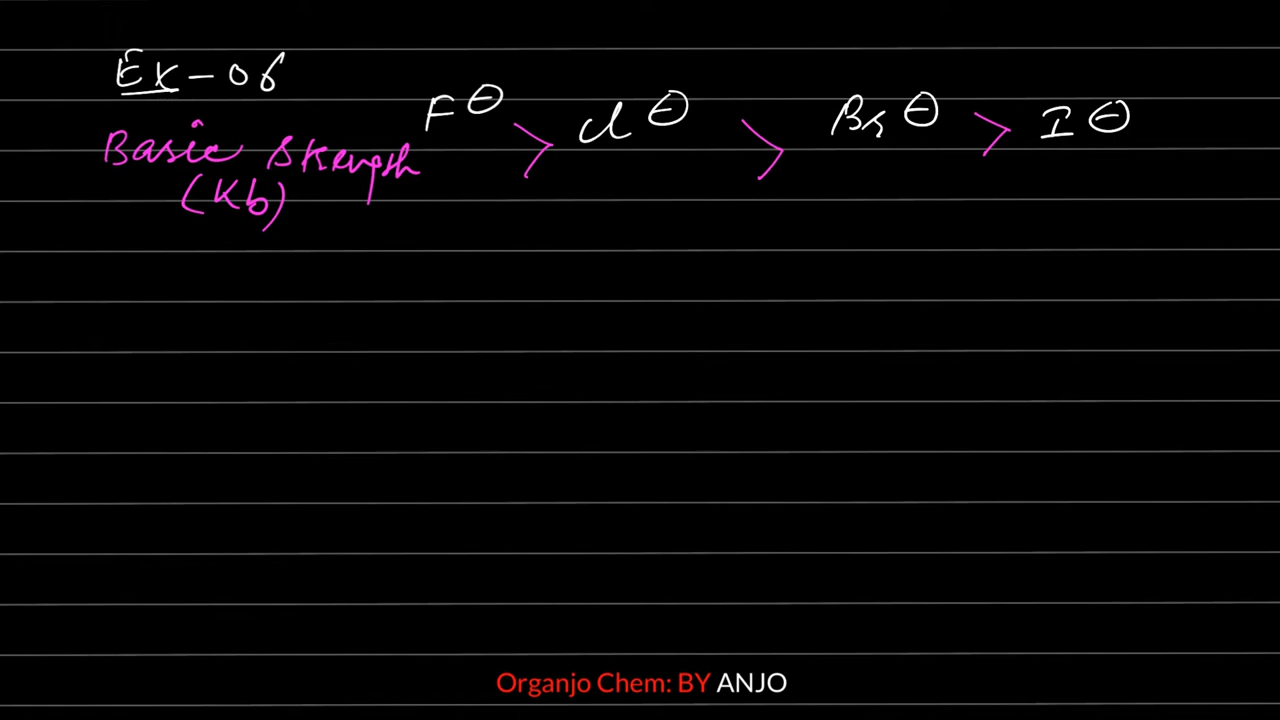 Ex-06
F⊖ > Cl⊖ > Br⊖ > I⊖
Basic Strength
(Kb)
Organjo Chem: BY ANJO